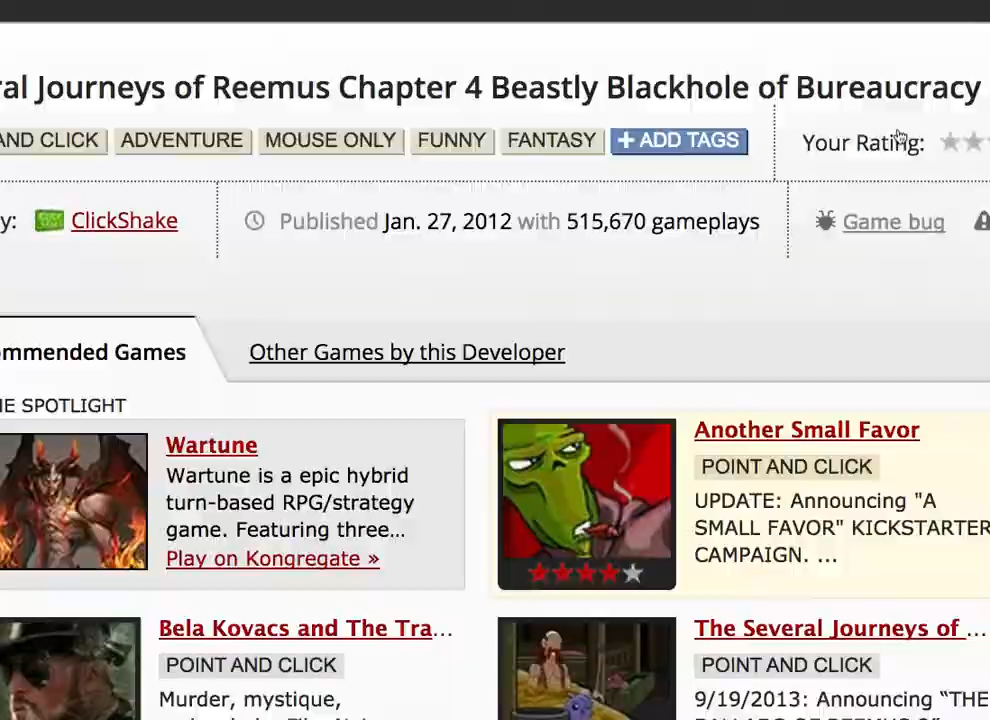 ral Journeys of Reemus Chapter 4 Beastly Blackhole of Bureaucracy
AND CLICK ADVENTURE MOUSE ONLY FUNNY FANTASY + ADD TAGS Your Rating:
y: ClickShake Published Jan. 27, 2012 with 515,670 gameplays Game bug
ommended Games Other Games by this Developer
E SPOTLIGHT
Wartune
Wartune is a epic hybrid
turn-based RPG/strategy
game. Featuring three...
Play on Kongregate »
Another Small Favor
POINT AND CLICK
UPDATE: Announcing "A
SMALL FAVOR" KICKSTARTER
CAMPAIGN. ...
Bela Kovacs and The Tra...
POINT AND CLICK
Murder, mystique,
The Several Journeys of ...
POINT AND CLICK
9/19/2013: Announcing “THE